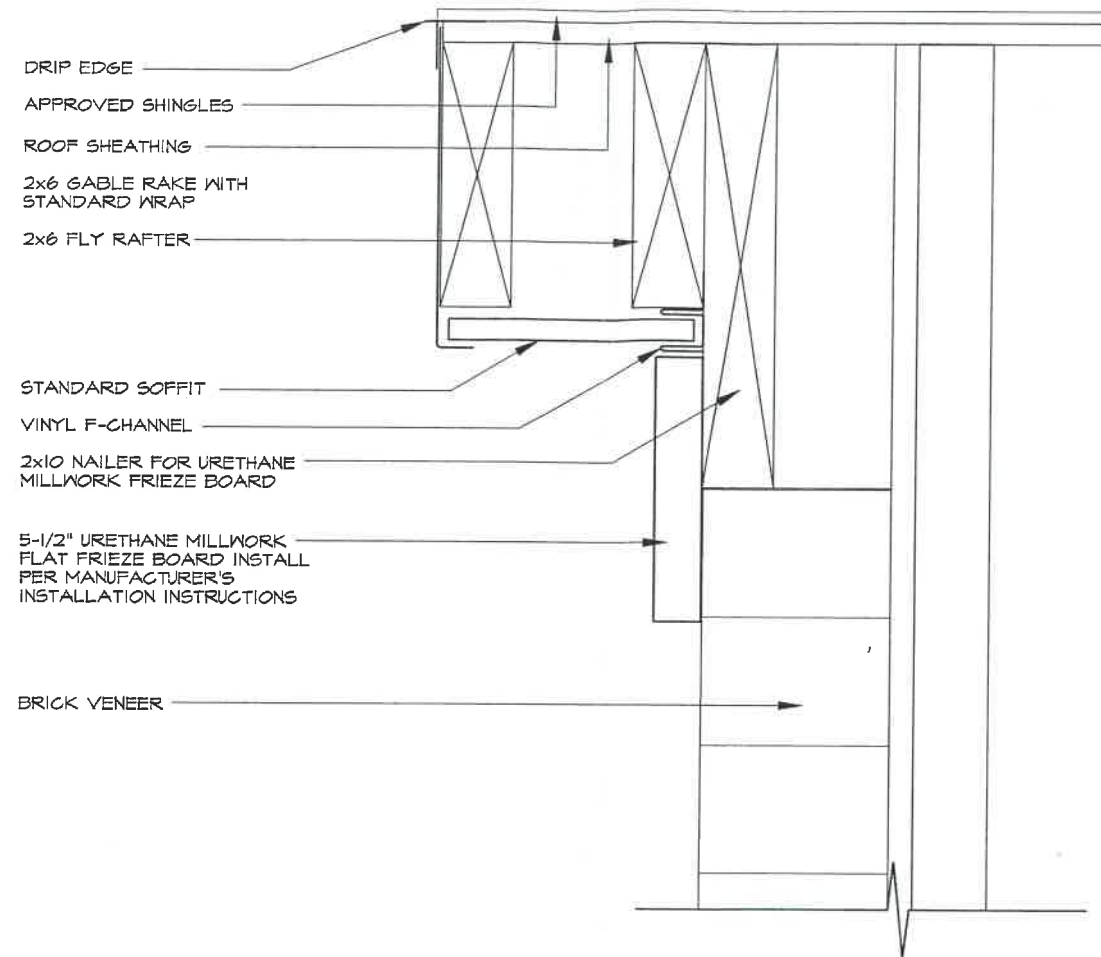 DRIP EDGE
APPROVED SHINGLES
ROOF SHEATHING
2x6 GABLE RAKE WITH
STANDARD WRAP
2x6 FLY RAFTER
STANDARD SOFFIT
VINYL F-CHANNEL
2x10 NAILER FOR URETHANE
MILLWORK FRIEZE BOARD
5-1/2" URETHANE MILLWORK
FLAT FRIEZE BOARD INSTALL
PER MANUFACTURER'S
INSTALLATION INSTRUCTIONS
BRICK VENEER